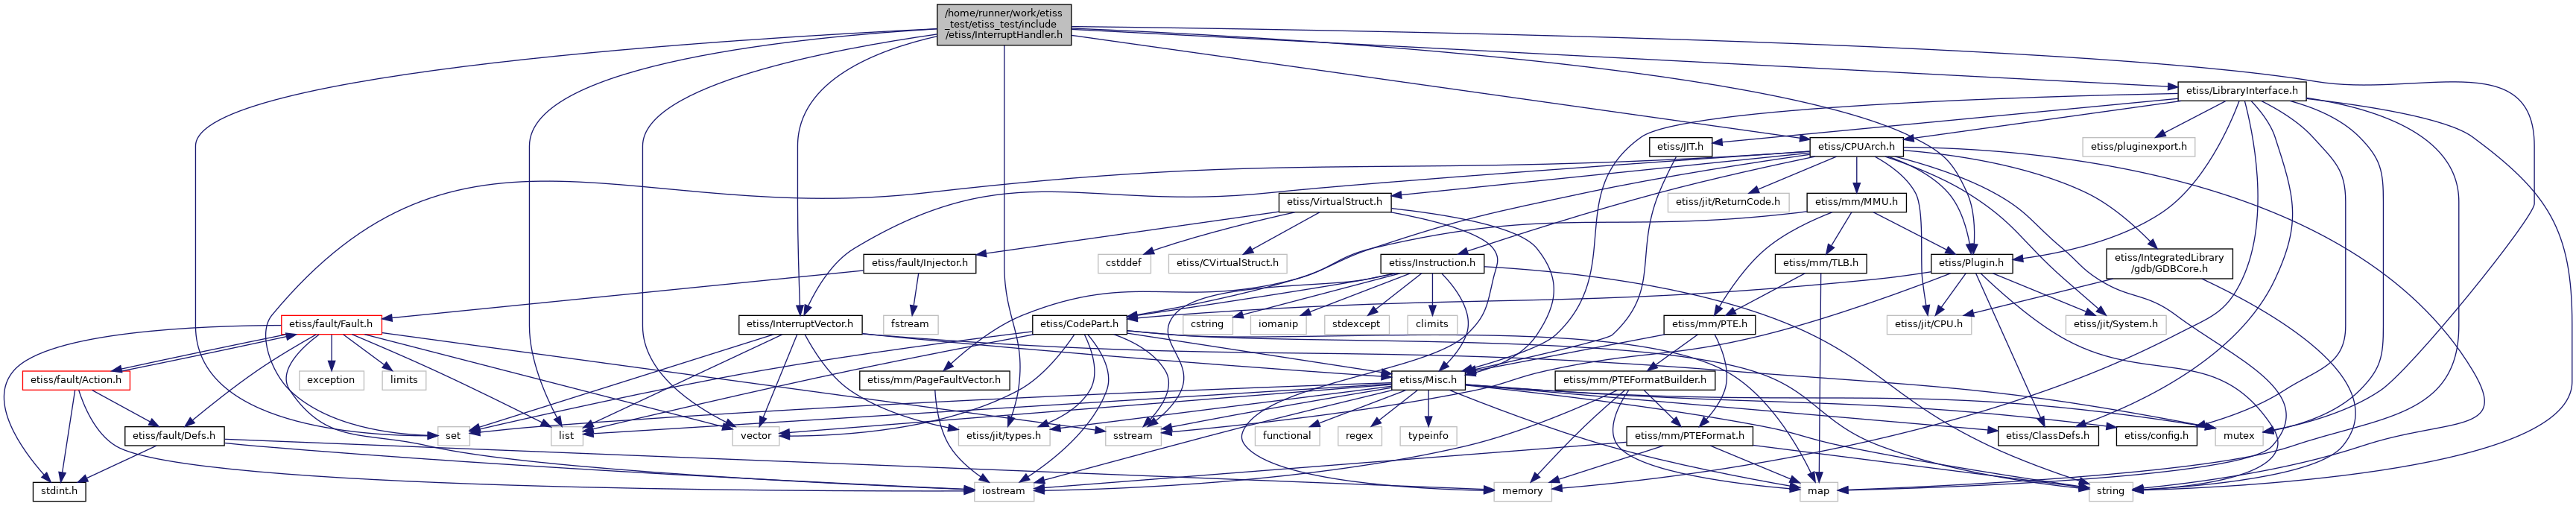 /home/runner/work/etiss
_test/etiss_test/include
/etiss/InterruptHandler.h
etiss/LibraryInterface.h
etiss/JIT.h
etiss/CPUArch.h
etiss/pluginexport.h
etiss/VirtualStruct.h
etiss/jit/ReturnCode.h
etiss/mm/MMU.h
etiss/fault/Injector.h
cstddef
etiss/CVirtualStruct.h
etiss/Instruction.h
etiss/mm/TLB.h
etiss/Plugin.h
etiss/IntegratedLibrary
/gdb/GDBCore.h
etiss/fault/Fault.h
fstream
etiss/InterruptVector.h
etiss/CodePart.h
cstring
iomanip
stdexcept
climits
etiss/mm/PTE.h
etiss/jit/CPU.h
etiss/jit/System.h
etiss/fault/Action.h
exception
limits
etiss/mm/PageFaultVector.h
etiss/Misc.h
etiss/mm/PTEFormatBuilder.h
etiss/fault/Defs.h
set
list
vector
etiss/jit/types.h
sstream
functional
regex
typeinfo
etiss/mm/PTEFormat.h
etiss/ClassDefs.h
etiss/config.h
mutex
stdint.h
iostream
memory
map
string